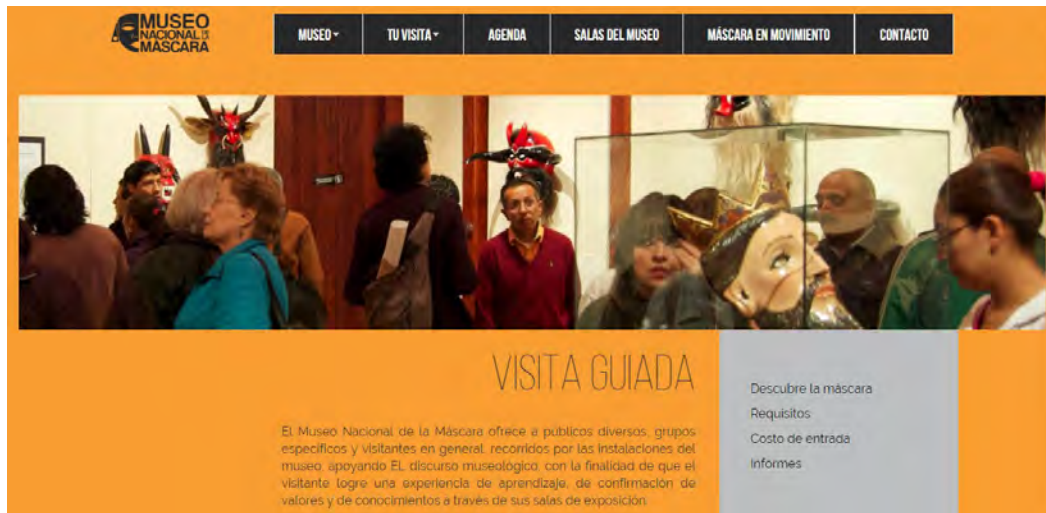 MUSEO
NACIONAL DE LA
MÁSCARA
MUSEO
TU VISITA
AGENDA
SALAS DEL MUSEO
MÁSCARA EN MOVIMIENTO
CONTACTO
VISITA GUIADA
El Museo Nacional de la Máscara ofrece a públicos diversos, grupos
específicos y visitantes en general, recorridos por las instalaciones del
museo, apoyando EL discurso museológico, con la finalidad de que el
visitante logre una experiencia de aprendizaje, de confirmación de
valores y de conocimientos a través de sus salas de exposición.
Descubre la máscara
Requisitos
Costo de entrada
Informes